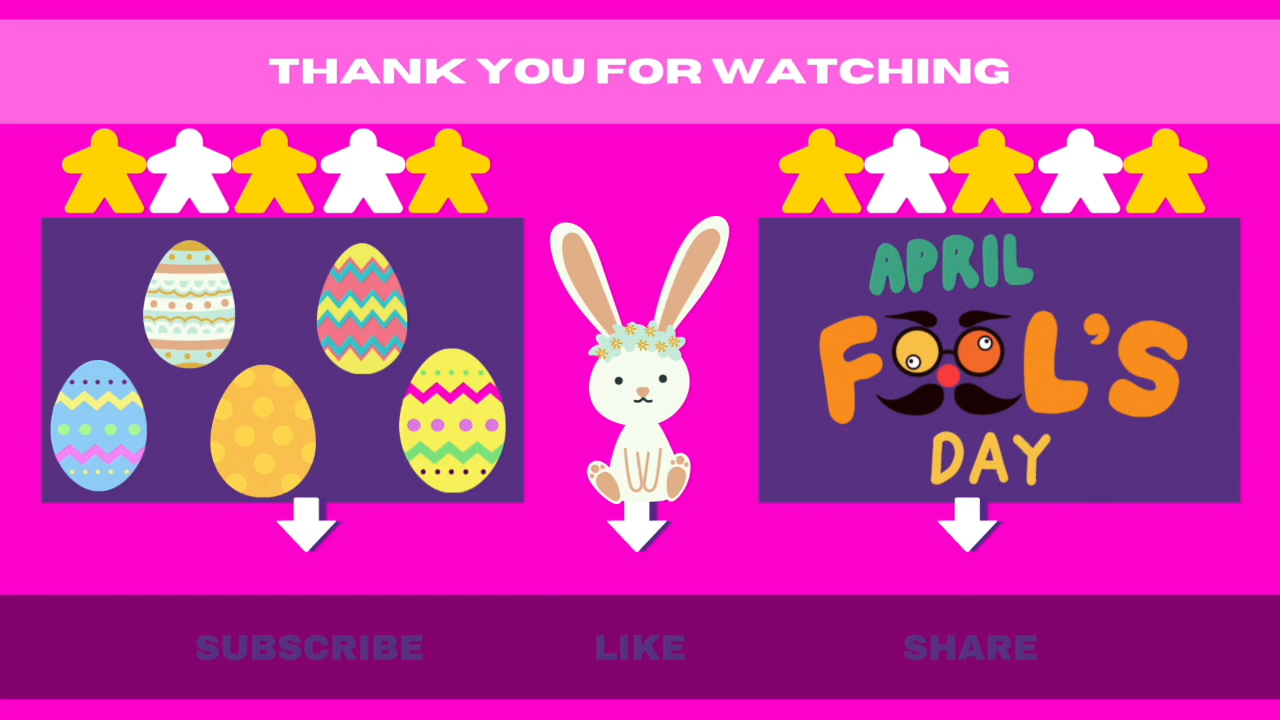 THANK YOU FOR WATCHING
APRIL
FOOL'S
DAY
SUBSCRIBE LIKE SHARE